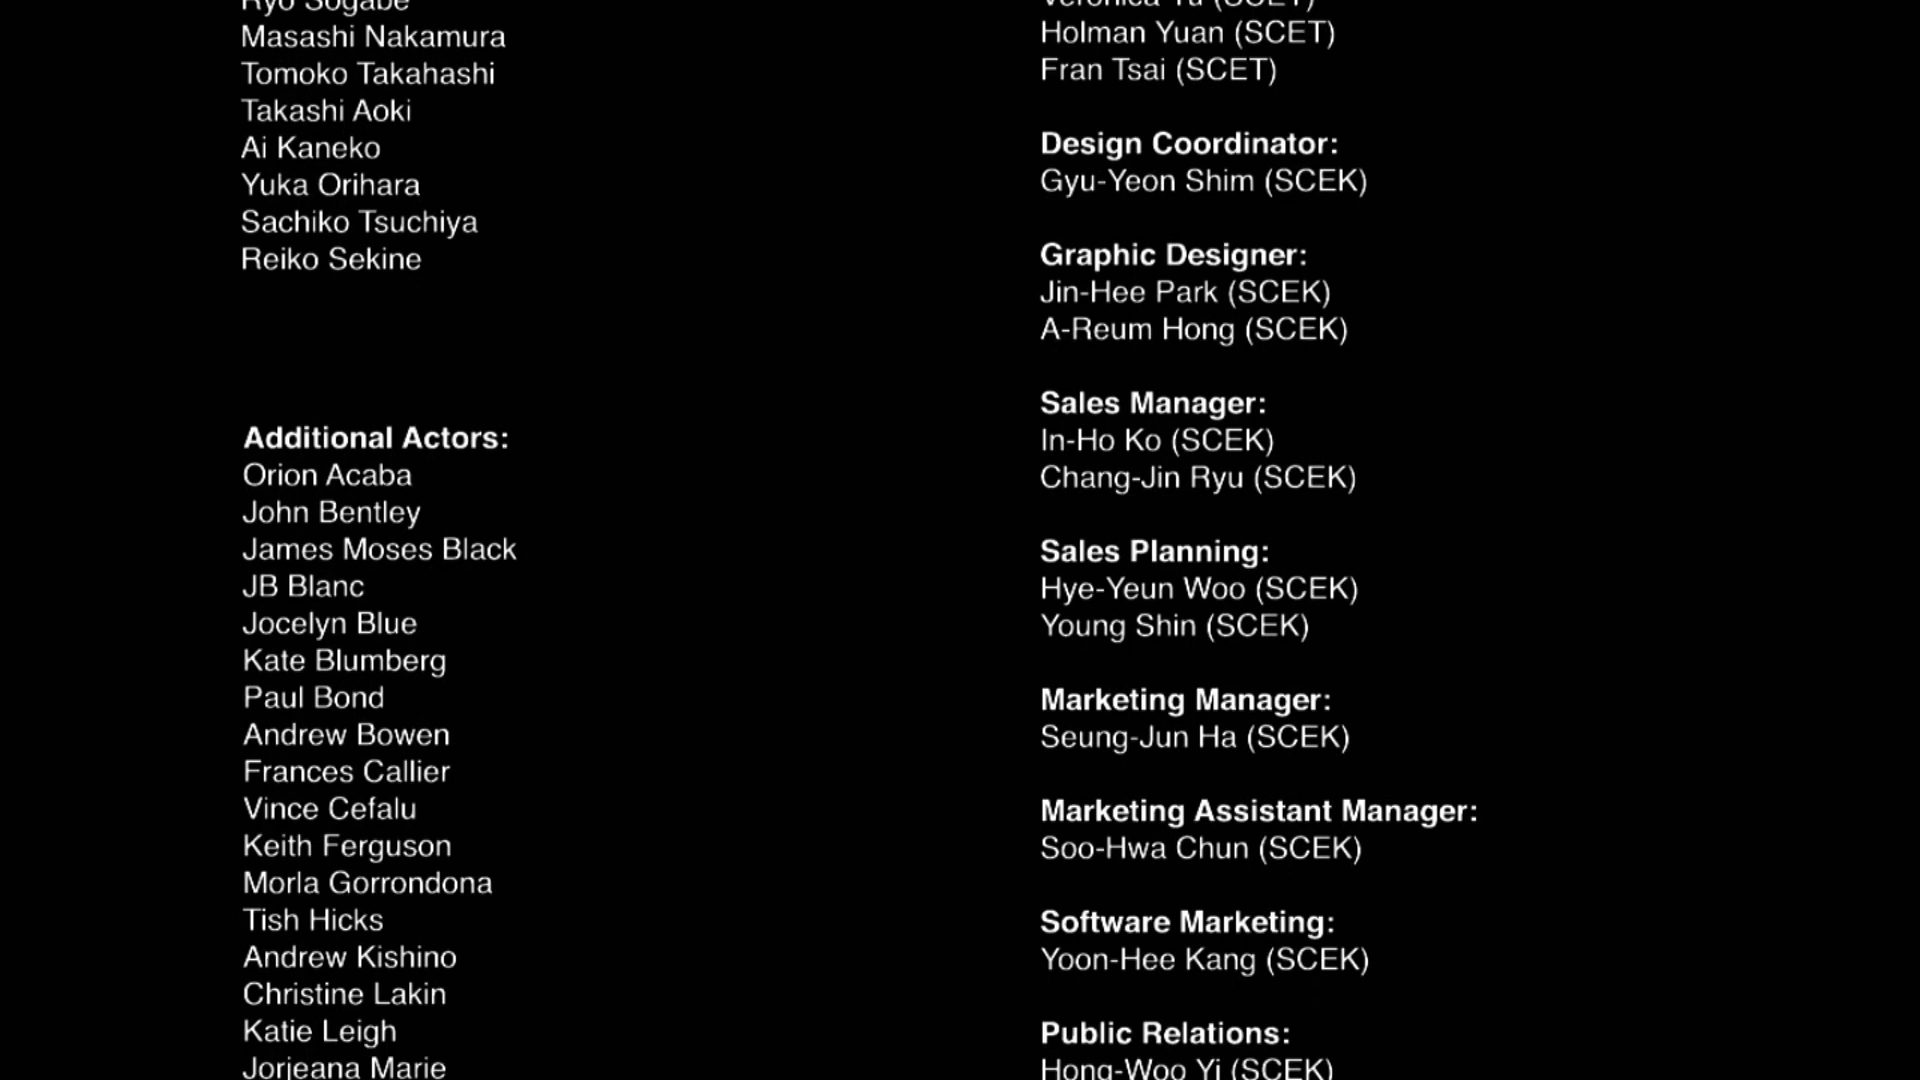 Ryo Sogabe
Masashi Nakamura
Tomoko Takahashi
Takashi Aoki
Ai Kaneko
Yuka Orihara
Sachiko Tsuchiya
Reiko Sekine
Additional Actors:
Orion Acaba
John Bentley
James Moses Black
JB Blanc
Jocelyn Blue
Kate Blumberg
Paul Bond
Andrew Bowen
Frances Callier
Vince Cefalu
Keith Ferguson
Morla Gorrondona
Tish Hicks
Andrew Kishino
Christine Lakin
Katie Leigh
Jorjeana Marie
Veronica Tu (SCET)
Holman Yuan (SCET)
Fran Tsai (SCET)
Design Coordinator:
Gyu-Yeon Shim (SCEK)
Graphic Designer:
Jin-Hee Park (SCEK)
A-Reum Hong (SCEK)
Sales Manager:
In-Ho Ko (SCEK)
Chang-Jin Ryu (SCEK)
Sales Planning:
Hye-Yeun Woo (SCEK)
Young Shin (SCEK)
Marketing Manager:
Seung-Jun Ha (SCEK)
Marketing Assistant Manager:
Soo-Hwa Chun (SCEK)
Software Marketing:
Yoon-Hee Kang (SCEK)
Public Relations:
Hong-Woo Yi (SCEK)